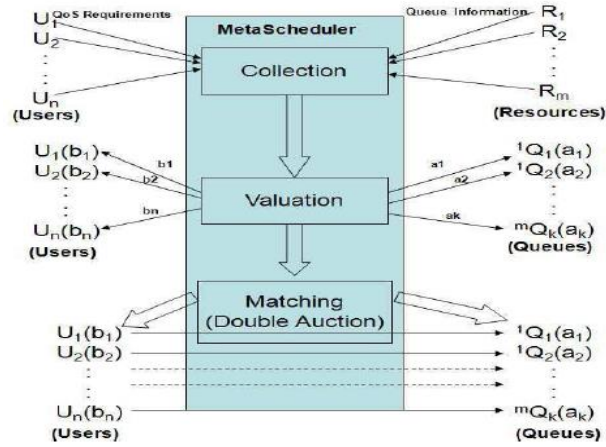 U1 QoS Requirements
Queue Information R1
MetaScheduler
U2
R2
Collection
Un
Rm
(Users)
(Resources)
U1(b1)
b1
a1
1Q1(a1)
U2(b2)
b2
a2
1Q2(a2)
Valuation
bn
ak
Un(bn)
mQk(ak)
(Users)
(Queues)
Matching
(Double Auction)
U1(b1)
1Q1(a1)
U2(b2)
1Q2(a2)
Un(bn)
mQk(ak)
(Users)
(Queues)